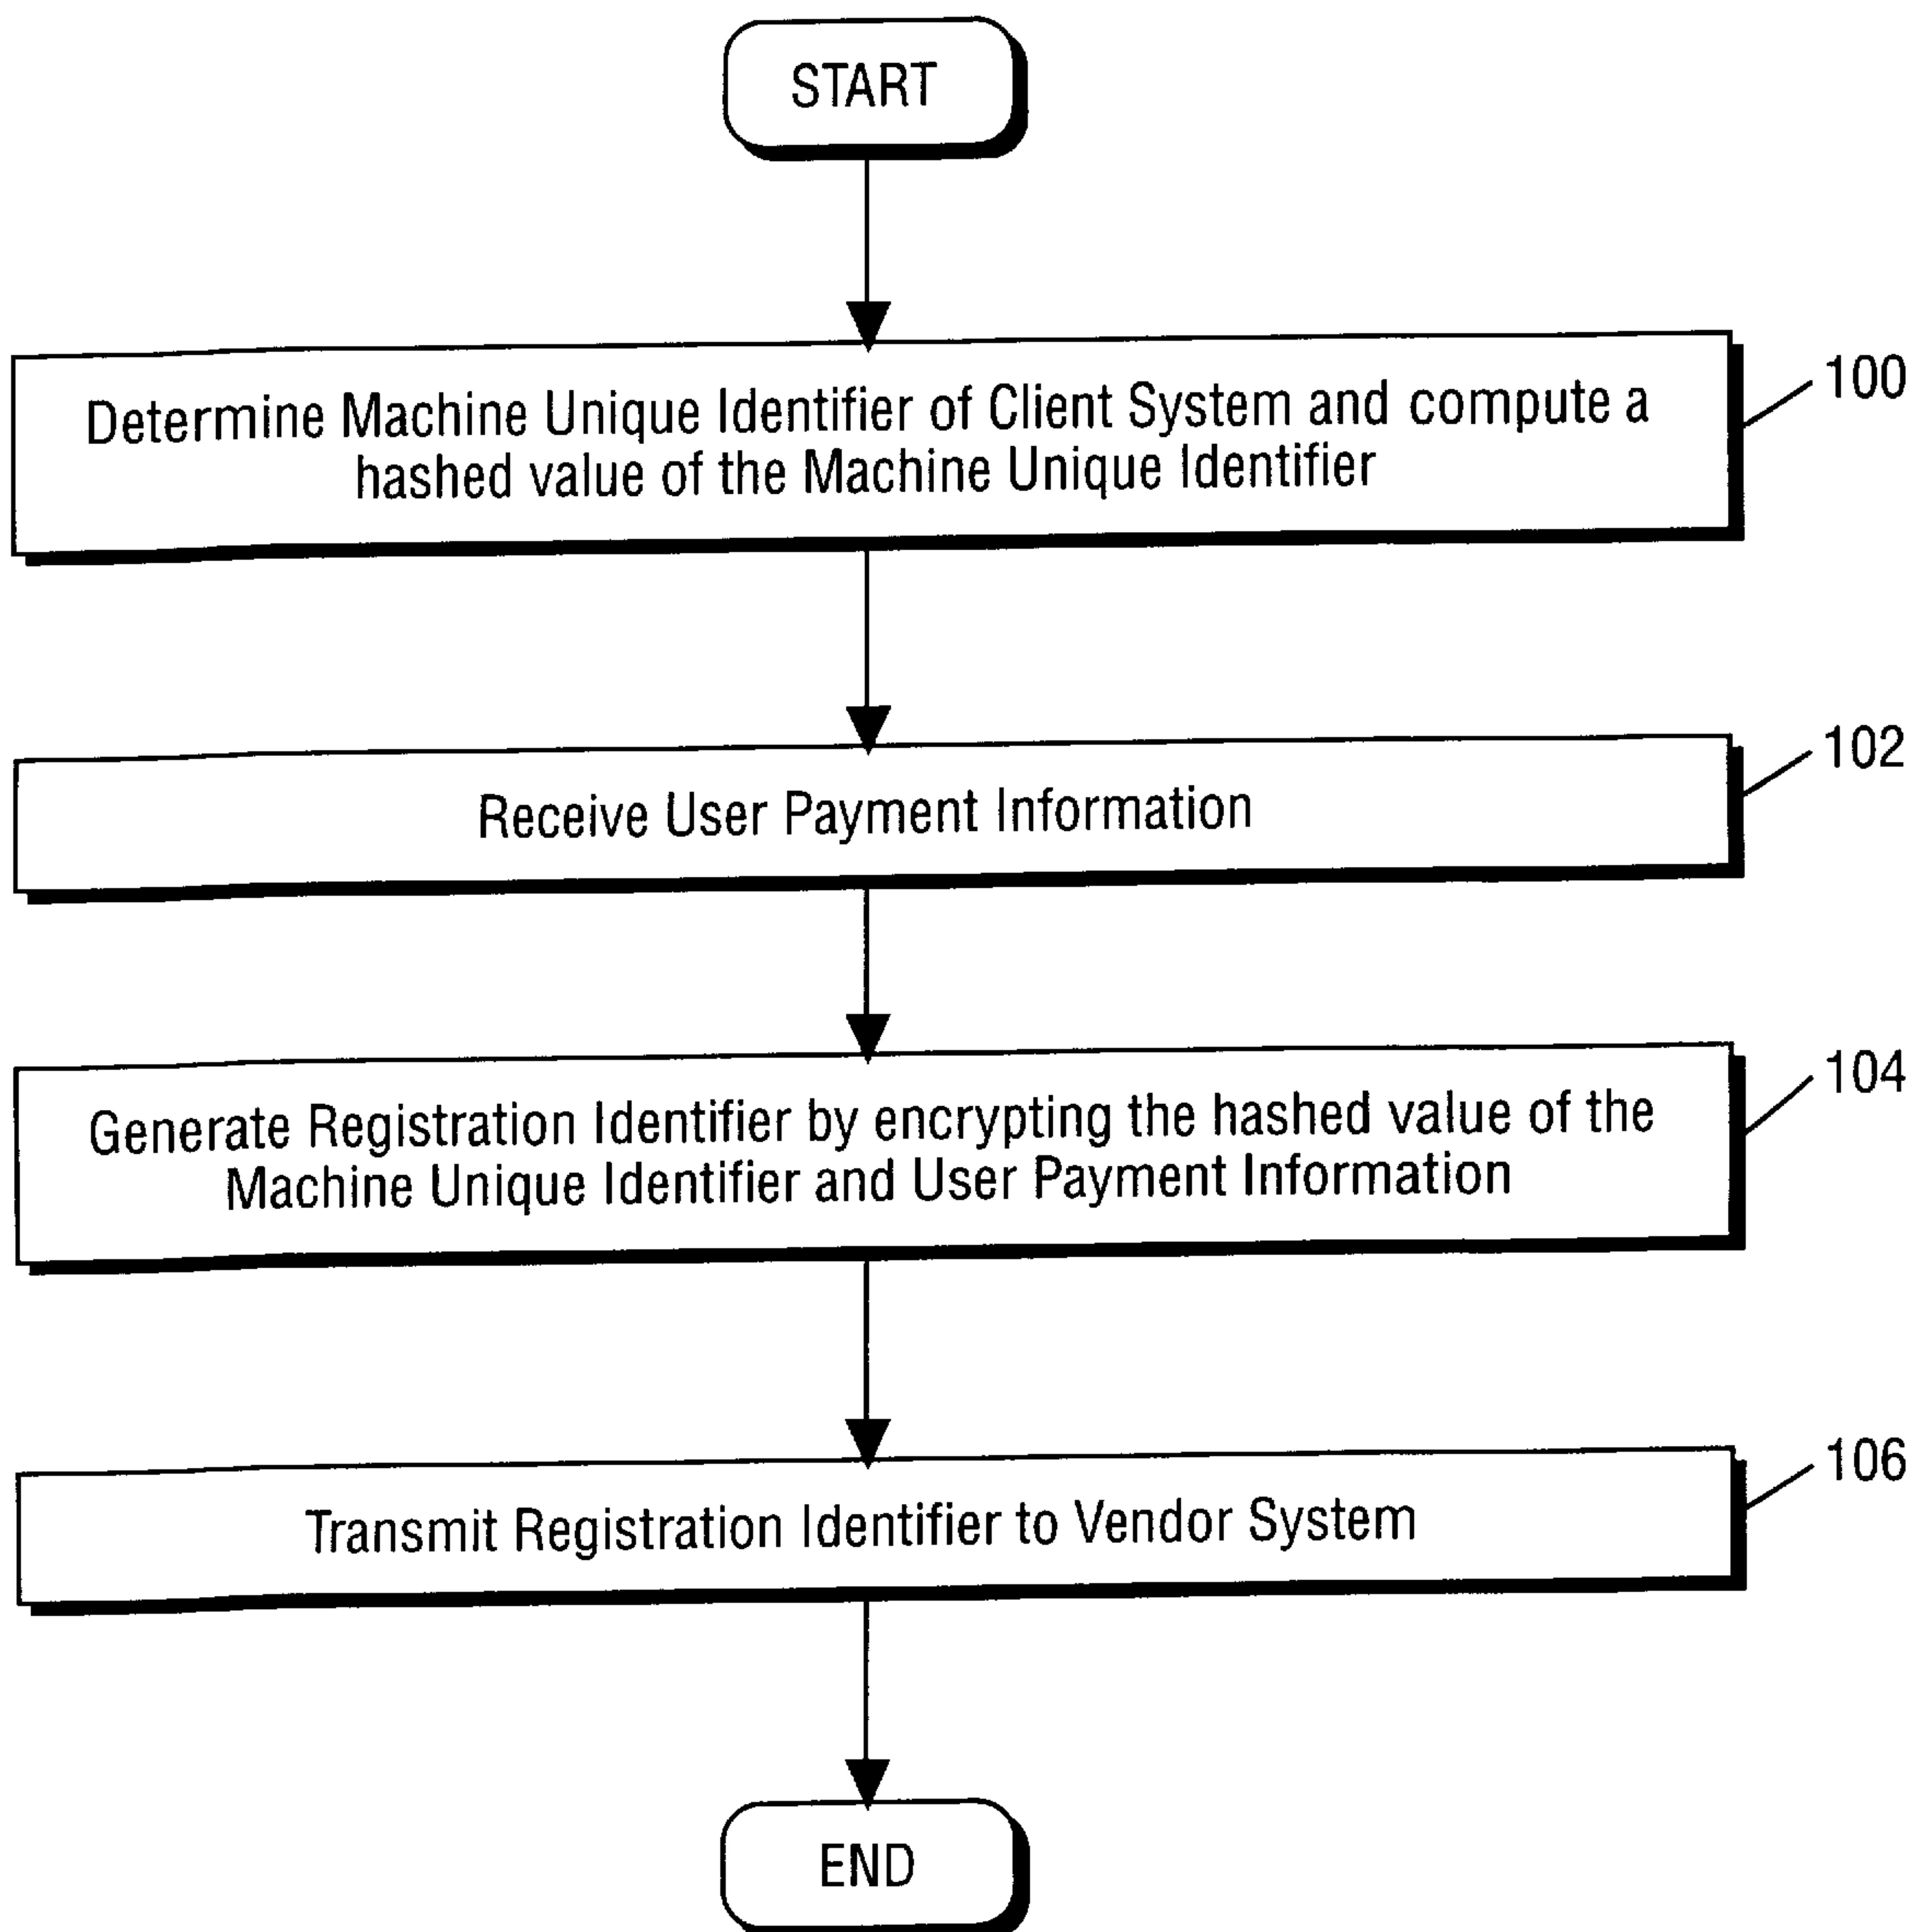 START
Determine Machine Unique Identifier of Client System and compute a
hashed value of the Machine Unique Identifier
100
Receive User Payment Information
102
Generate Registration Identifier by encrypting the hashed value of the
Machine Unique Identifier and User Payment Information
104
Transmit Registration Identifier to Vendor System
106
END